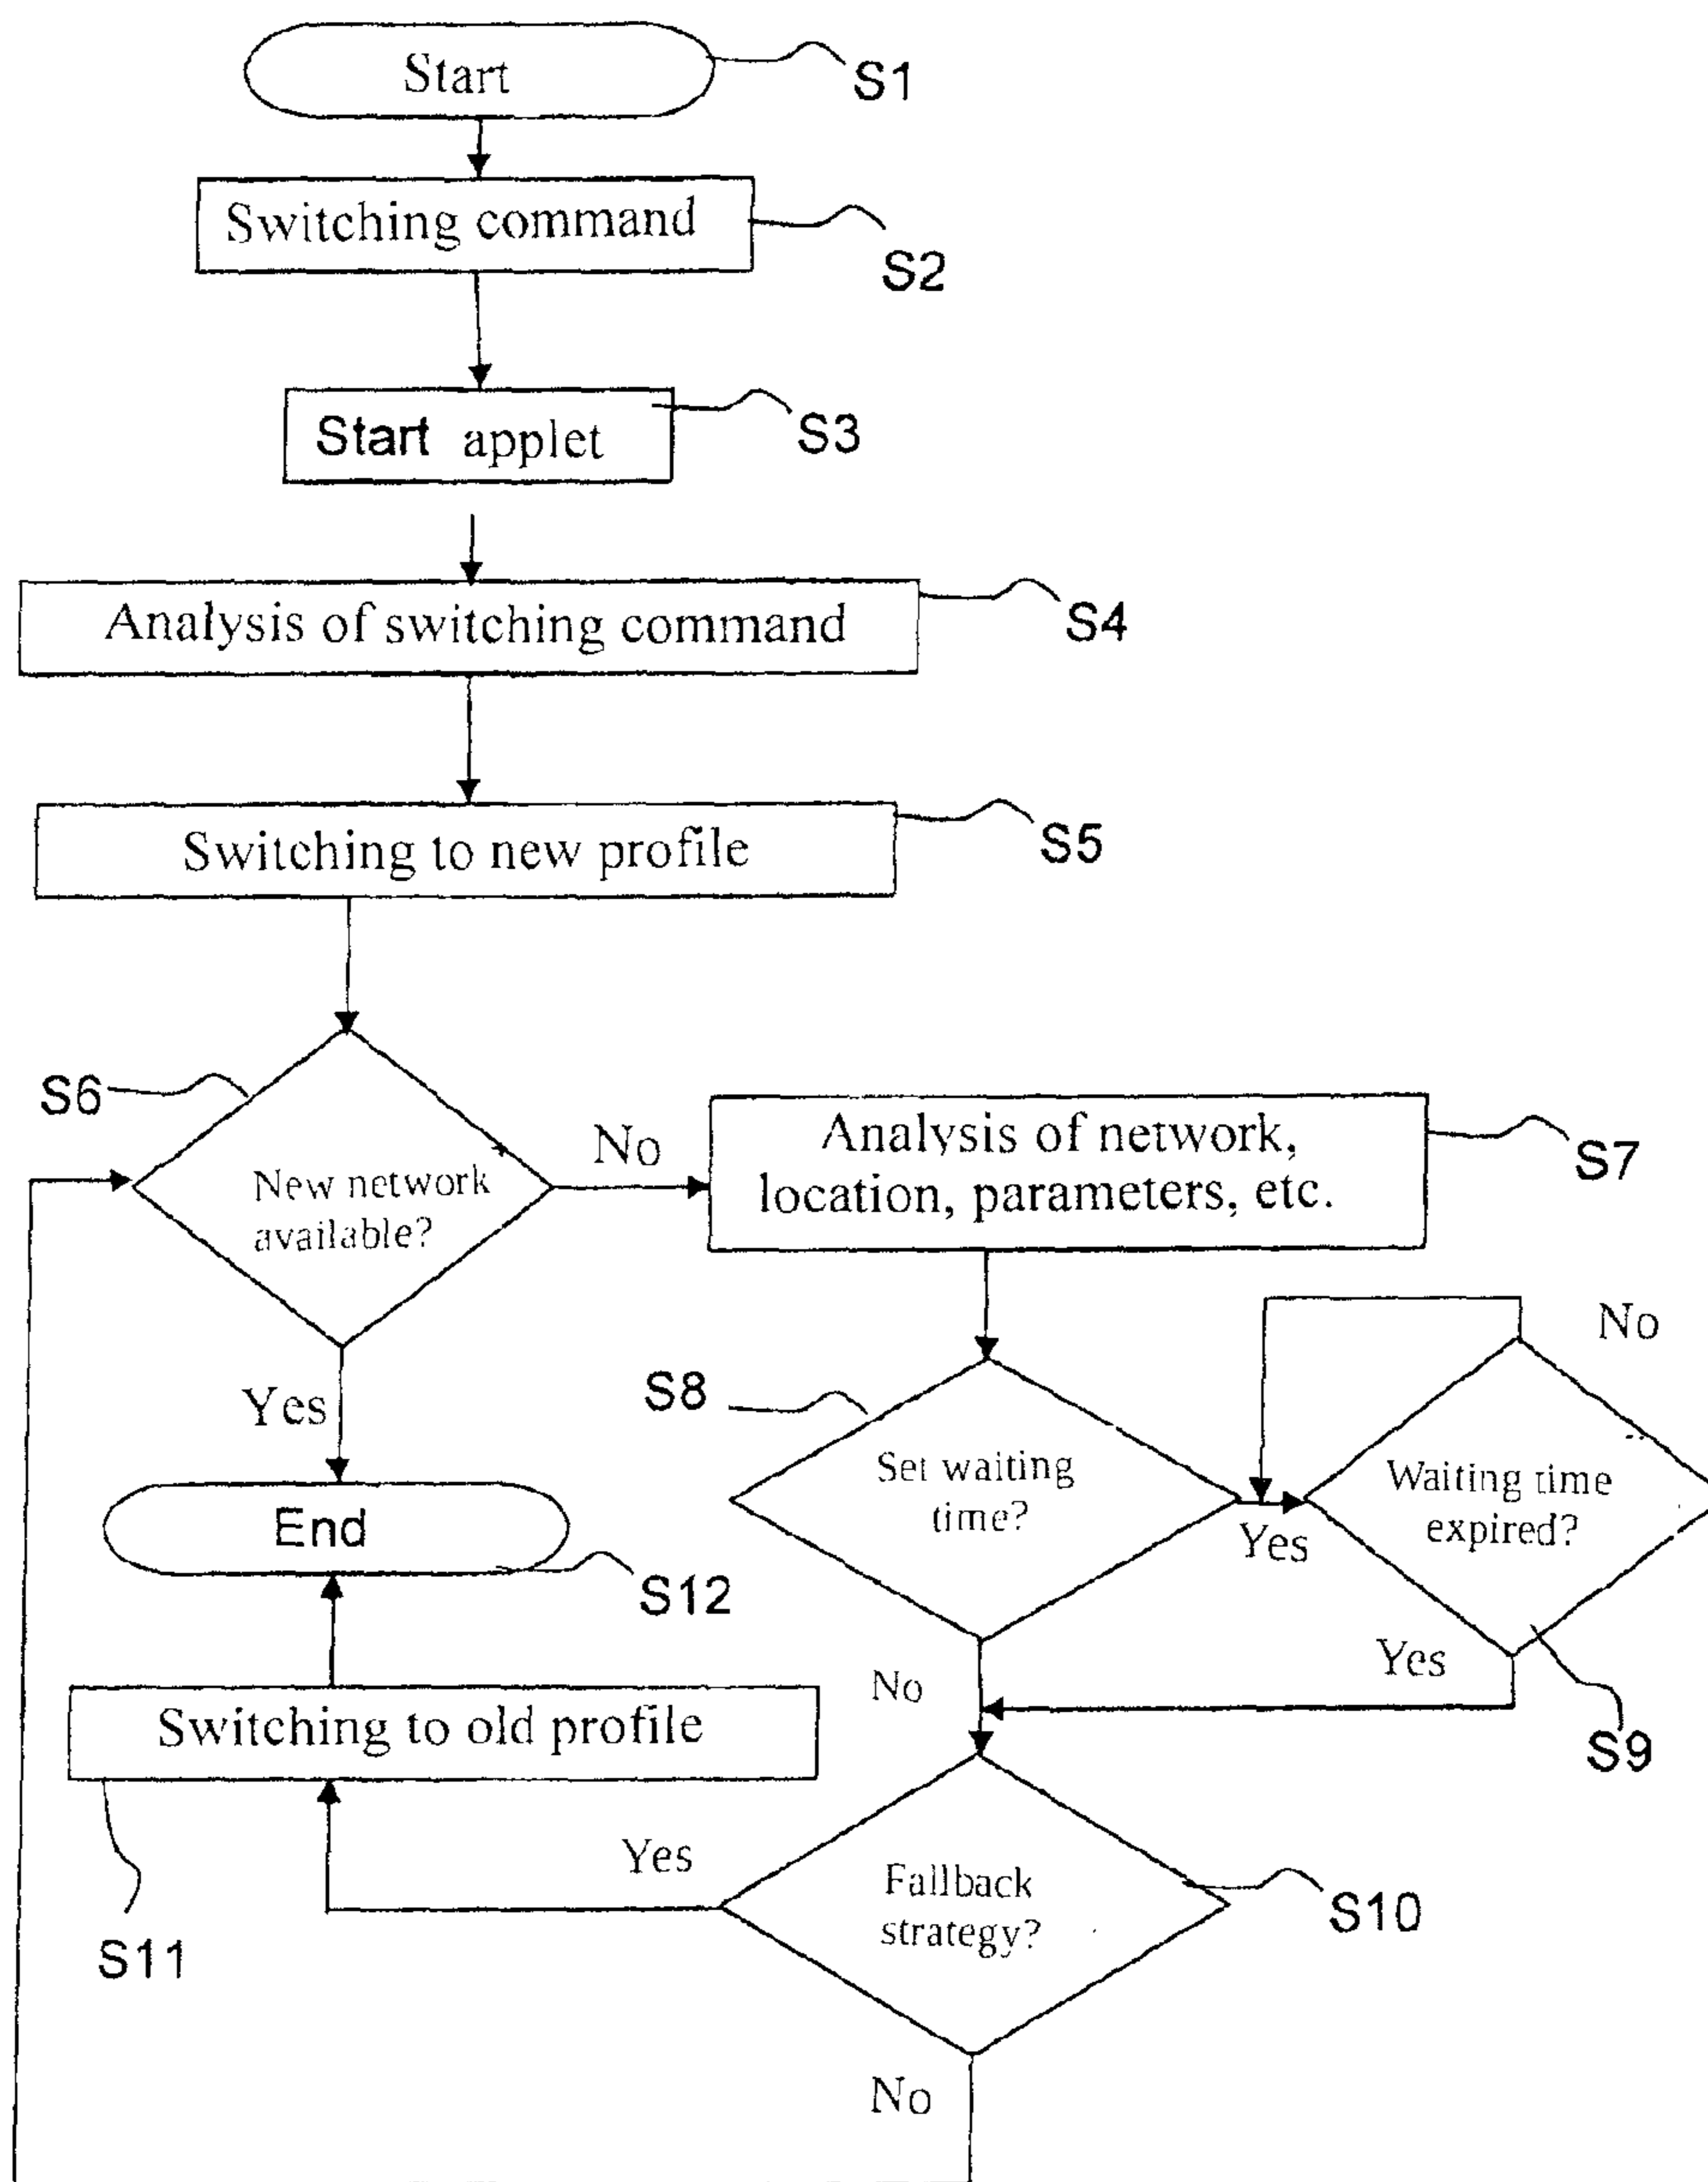 Start
S1
Switching command
S2
Start applet
S3
Analysis of switching command
S4
Switching to new profile
S5
S6
New network
available?
No
Analysis of network,
location, parameters, etc.
S7
Yes
S8
Set waiting
time?
Yes
No
Waiting time
expired?
End
S12
No
Yes
S9
Switching to old profile
S11
Yes
Fallback
strategy?
S10
No